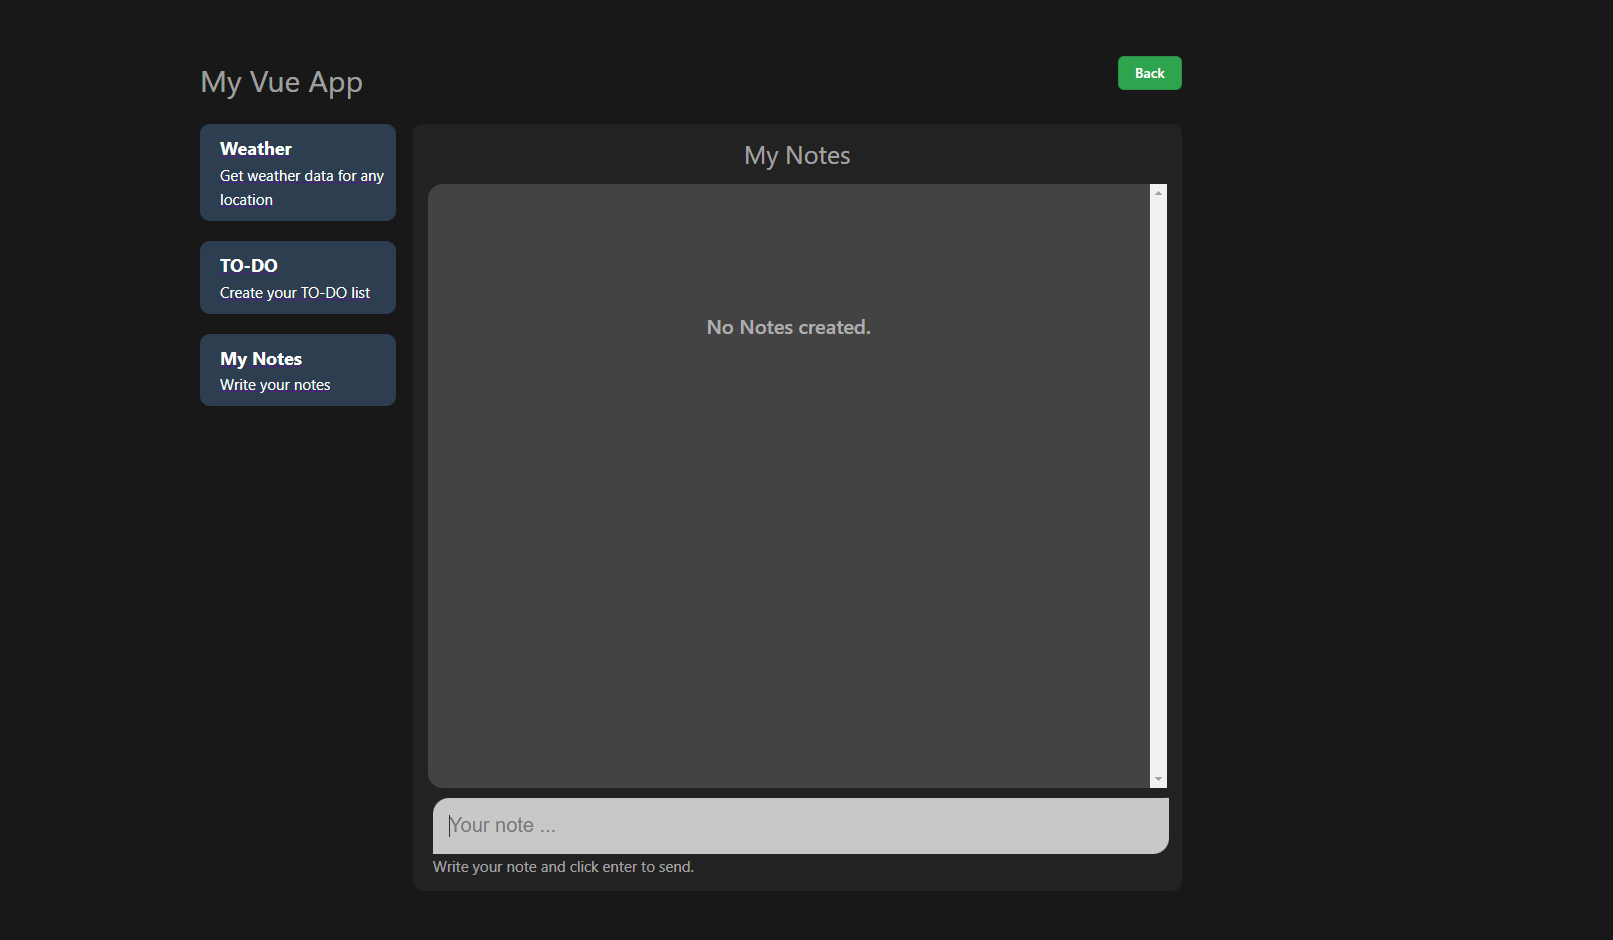 My Vue App
Back
Weather
Get weather data for any
location
TO-DO
Create your TO-DO list
My Notes
Write your notes
My Notes
No Notes created.
Your note ...
Write your note and click enter to send.